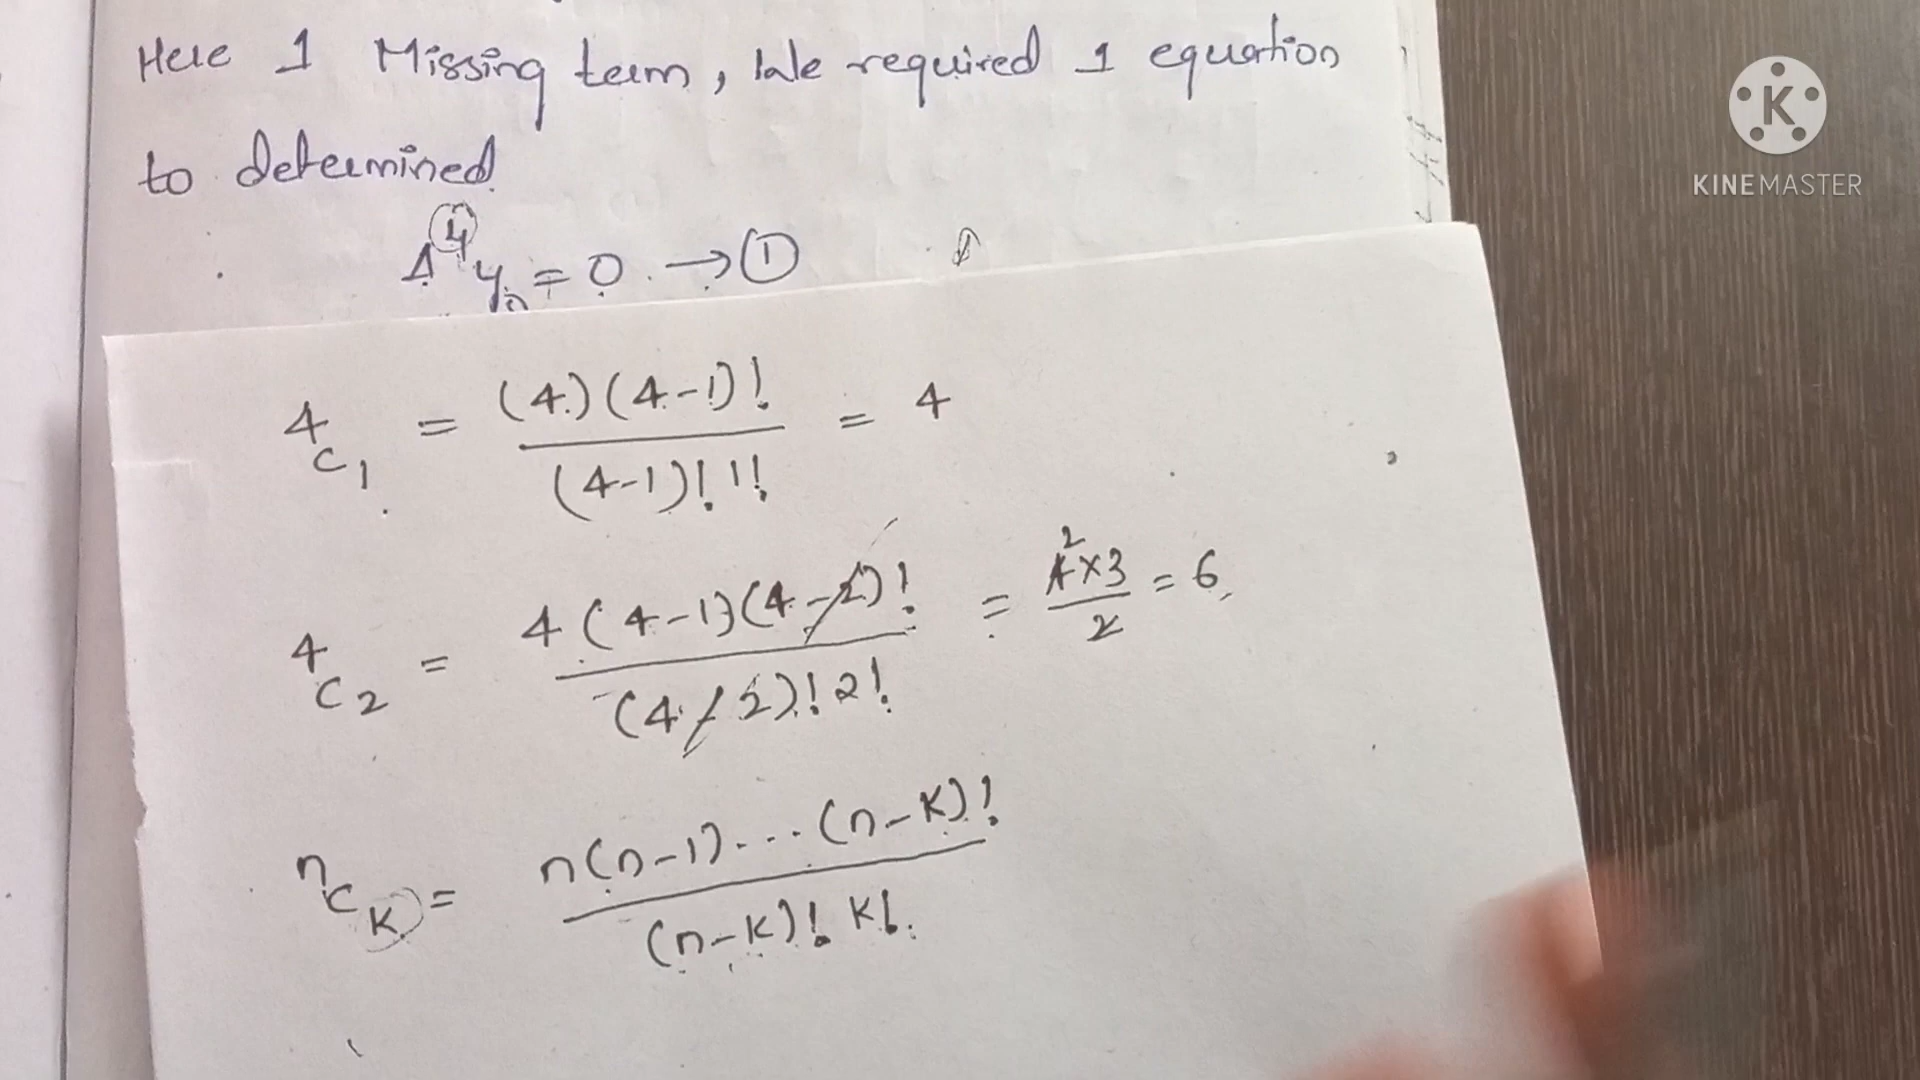 Here 1 Missing term, We required 1 equation
to determined.
Δ⁴y₀ = 0 → ①
4C₁ = (4)(4-1)! / (4-1)! 1! = 4
4C₂ = 4(4-1)(4-2)! / (4-2)! 2! = 4² × 3 / 2 = 6
nCₖ = n(n-1)...(n-k)! / (n-k)! k!
KINEMASTER